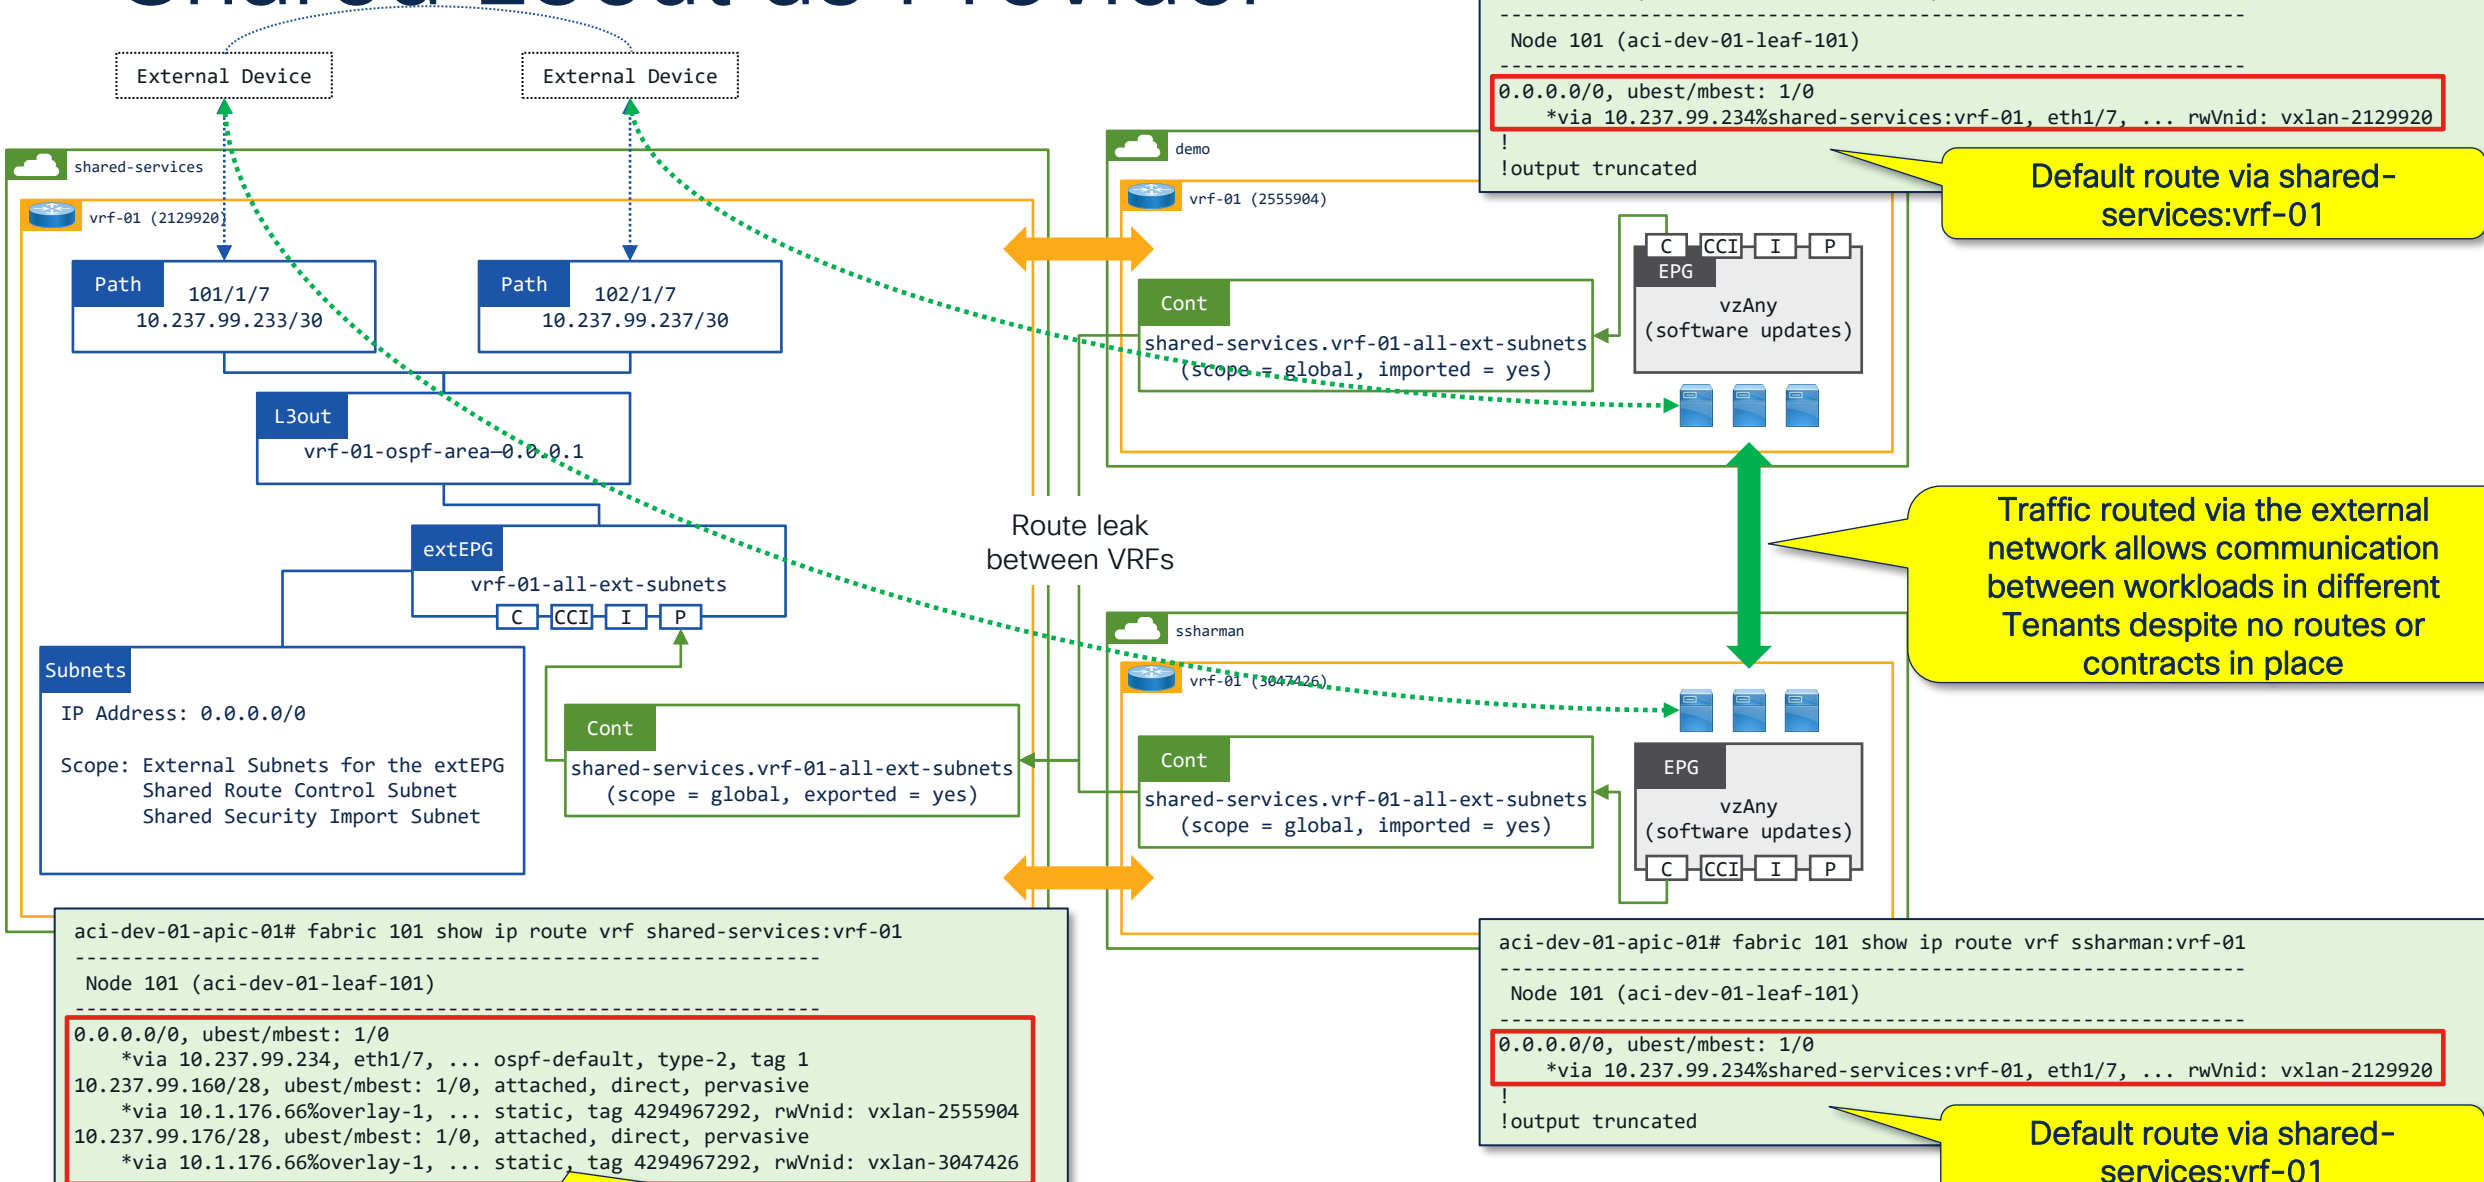 Shared L3out as Provider
External Device
External Device
shared-services
vrf-01 (2129920)
Path
101/1/7
10.237.99.233/30
Path
102/1/7
10.237.99.237/30
L3out
vrf-01-ospf-area-0.0.0.1
extEPG
vrf-01-all-ext-subnets
C
CCI
I
P
Subnets
IP Address: 0.0.0.0/0
Scope: External Subnets for the extEPG
Shared Route Control Subnet
Shared Security Import Subnet
Cont
shared-services.vrf-01-all-ext-subnets
(scope = global, exported = yes)
Route leak
between VRFs
demo
vrf-01 (2555904)
Cont
shared-services.vrf-01-all-ext-subnets
(scope = global, imported = yes)
C
CCI
I
P
EPG
vzAny
(software updates)
ssharman
vrf-01 (3047426)
Cont
shared-services.vrf-01-all-ext-subnets
(scope = global, imported = yes)
EPG
vzAny
(software updates)
C
CCI
I
P
---------------------------------------------------------------
Node 101 (aci-dev-01-leaf-101)
---------------------------------------------------------------
0.0.0.0/0, ubest/mbest: 1/0
*via 10.237.99.234%shared-services:vrf-01, eth1/7, ... rwVnid: vxlan-2129920
!
!output truncated
Default route via shared-
services:vrf-01
Traffic routed via the external
network allows communication
between workloads in different
Tenants despite no routes or
contracts in place
aci-dev-01-apic-01# fabric 101 show ip route vrf shared-services:vrf-01
---------------------------------------------------------------
Node 101 (aci-dev-01-leaf-101)
---------------------------------------------------------------
0.0.0.0/0, ubest/mbest: 1/0
*via 10.237.99.234, eth1/7, ... ospf-default, type-2, tag 1
10.237.99.160/28, ubest/mbest: 1/0, attached, direct, pervasive
*via 10.1.176.66%overlay-1, ... static, tag 4294967292, rwVnid: vxlan-2555904
10.237.99.176/28, ubest/mbest: 1/0, attached, direct, pervasive
*via 10.1.176.66%overlay-1, ... static, tag 4294967292, rwVnid: vxlan-3047426
aci-dev-01-apic-01# fabric 101 show ip route vrf ssharman:vrf-01
---------------------------------------------------------------
Node 101 (aci-dev-01-leaf-101)
---------------------------------------------------------------
0.0.0.0/0, ubest/mbest: 1/0
*via 10.237.99.234%shared-services:vrf-01, eth1/7, ... rwVnid: vxlan-2129920
!
!output truncated
Default route via shared-
services:vrf-01